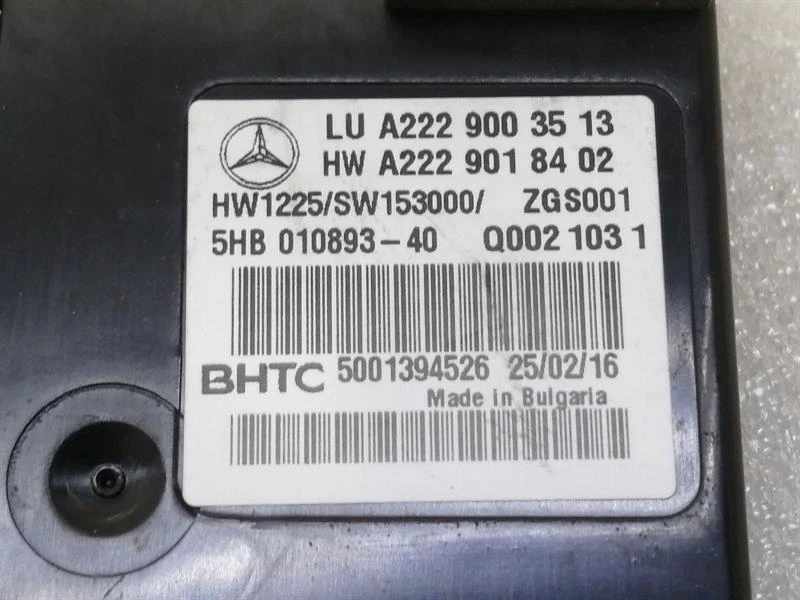 LU A222 900 35 13
HW A222 901 84 02
HW1225/SW153000/ ZGS001
5HB 010893-40 Q002 103 1
BHTC 5001394526 25/02/16
Made in Bulgaria